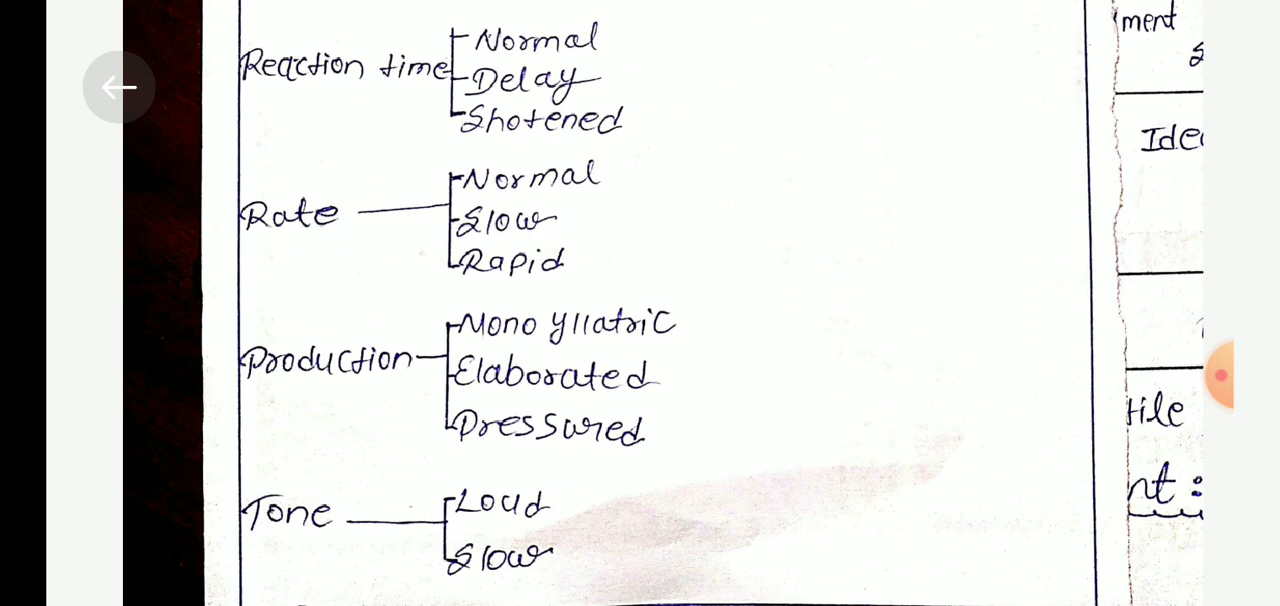 Reaction time
Normal
Delay
Shotened
Rate
Normal
Slow
Rapid
Production
Mono yllatric
Elaborated
Pressured
Tone
Loud
Slow
ment
Ide
tile
nt :